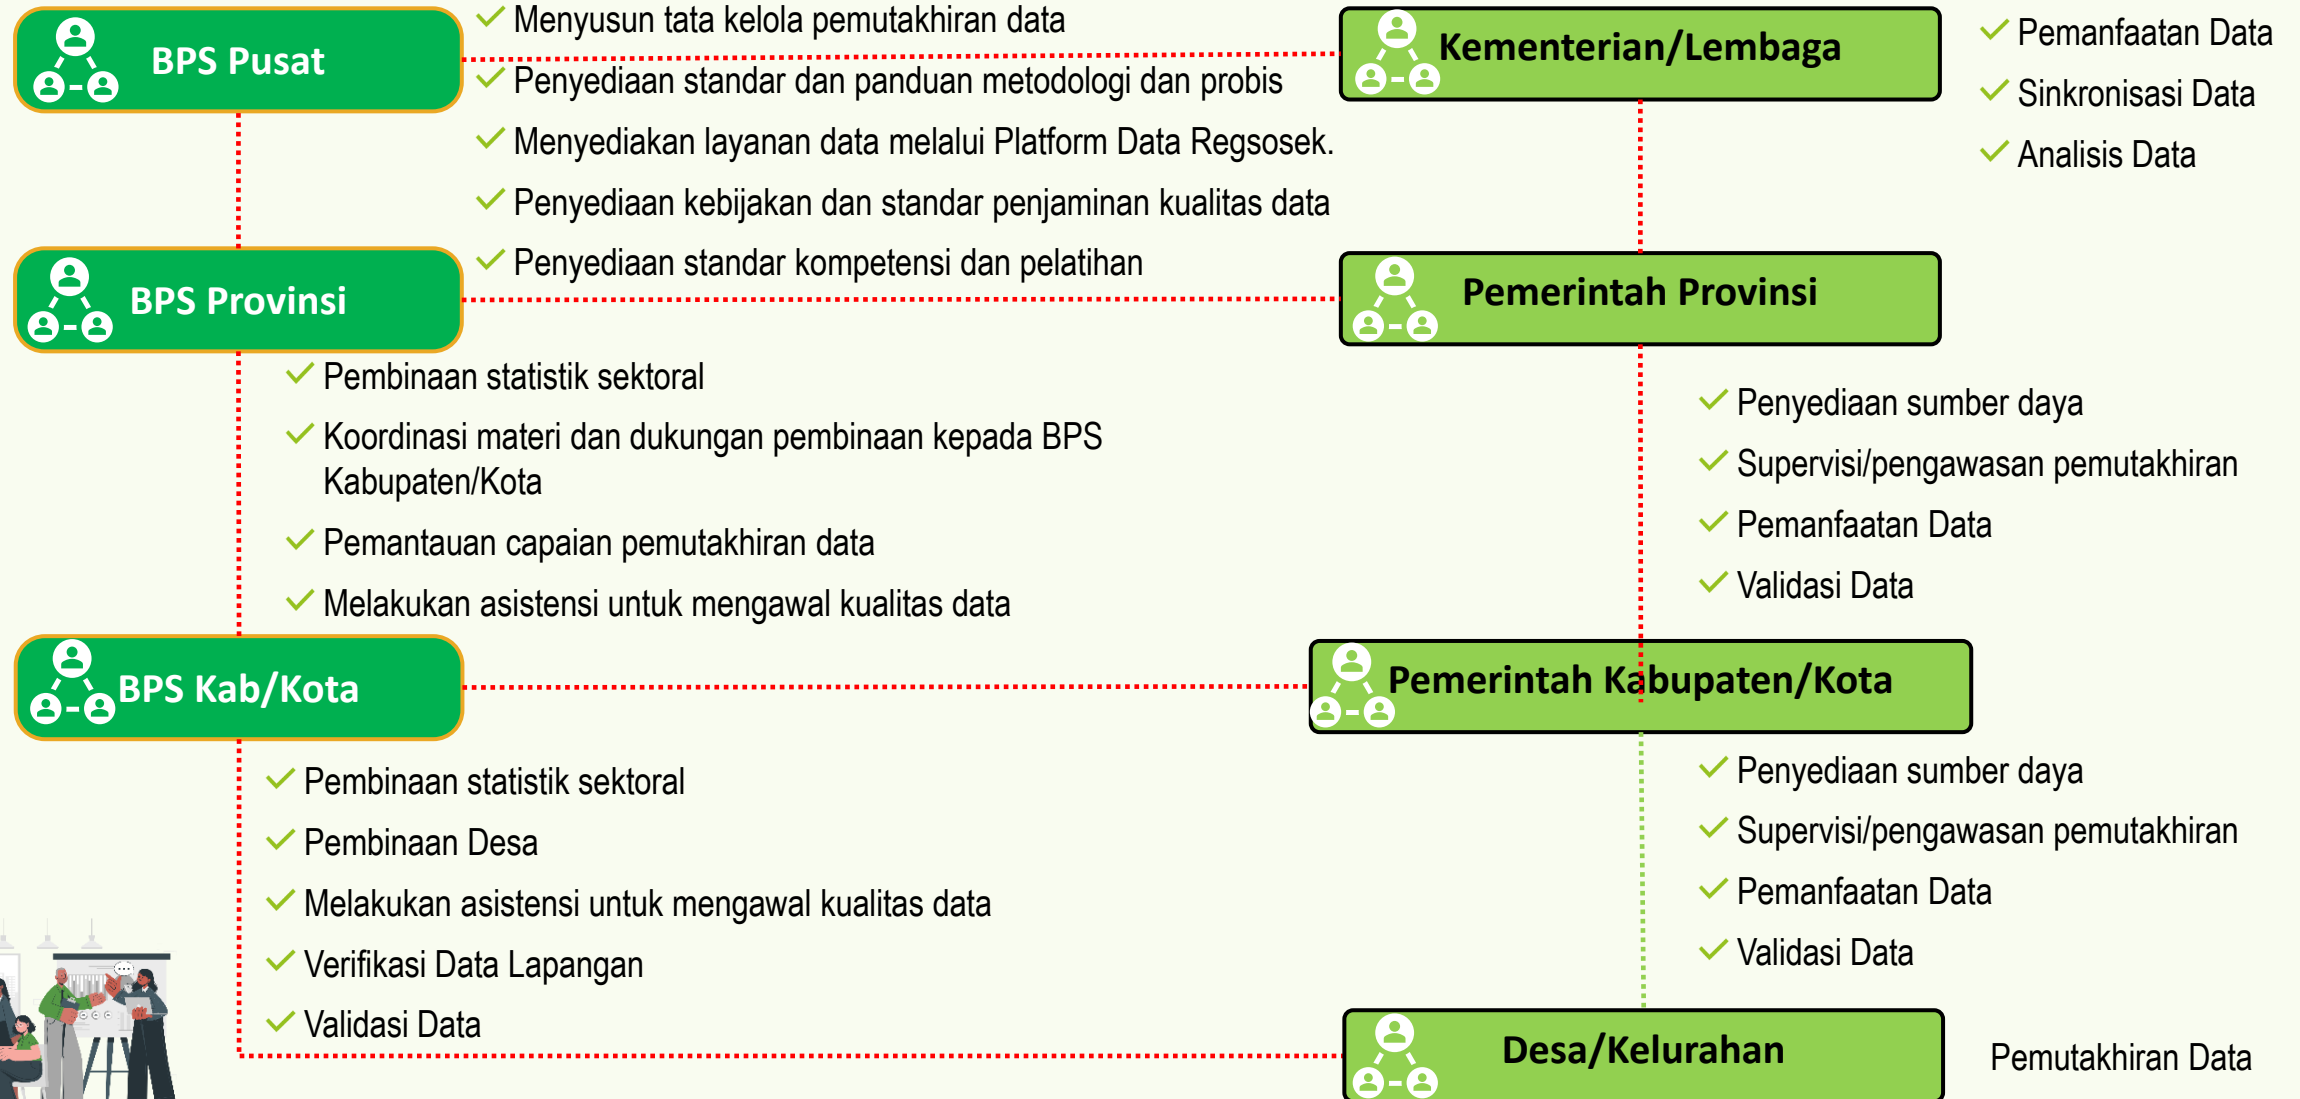 BPS Pusat
Menyusun tata kelola pemutakhiran data
Penyediaan standar dan panduan metodologi dan probis
Menyediakan layanan data melalui Platform Data Regsosek.
Penyediaan kebijakan dan standar penjaminan kualitas data
Penyediaan standar kompetensi dan pelatihan
Kementerian/Lembaga
Pemanfaatan Data
Sinkronisasi Data
Analisis Data
BPS Provinsi
Pembinaan statistik sektoral
Koordinasi materi dan dukungan pembinaan kepada BPS
Kabupaten/Kota
Pemantauan capaian pemutakhiran data
Melakukan asistensi untuk mengawal kualitas data
Pemerintah Provinsi
Penyediaan sumber daya
Supervisi/pengawasan pemutakhiran
Pemanfaatan Data
Validasi Data
BPS Kab/Kota
Pembinaan statistik sektoral
Pembinaan Desa
Melakukan asistensi untuk mengawal kualitas data
Verifikasi Data Lapangan
Validasi Data
Pemerintah Kabupaten/Kota
Penyediaan sumber daya
Supervisi/pengawasan pemutakhiran
Pemanfaatan Data
Validasi Data
Desa/Kelurahan
Pemutakhiran Data